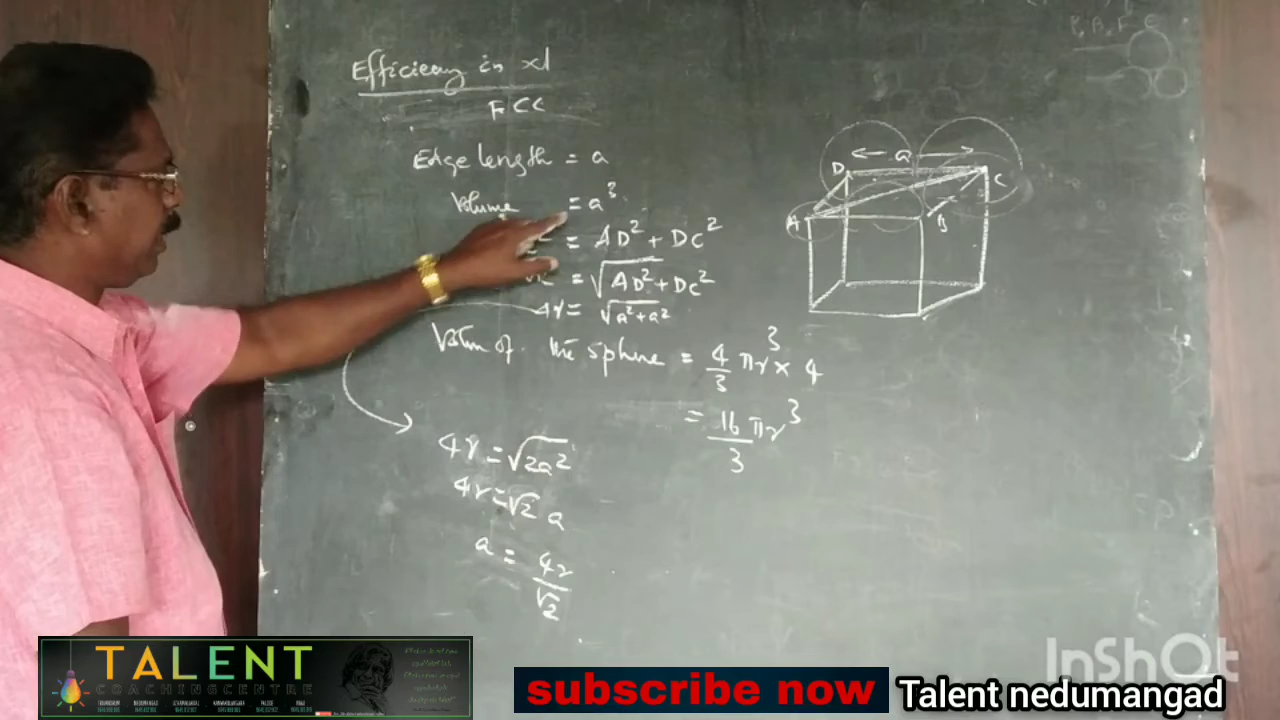 Efficiency in xl
FCC
Edge length = a
Volume = a³
= AD² + DC²
= √AD² + DC²
4r = √a²+a²
Volum of the sphere = 4/3 πr³ × 4
= 16/3 πr³
4r = √2a²
4r = √2 a
a = 4r/√2
D a C
A B
TALENT
COACHING CENTRE
subscribe now
Talent nedumangad
InShOt